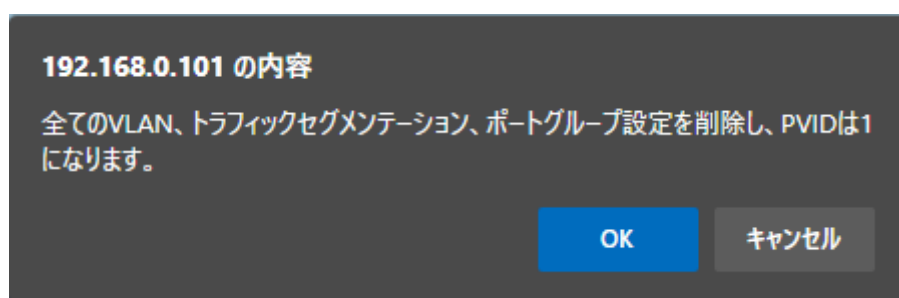 192.168.0.101 の内容
全てのVLAN、トラフィックセグメンテーション、ポートグループ設定を削除し、PVIDは1
になります。
OK
キャンセル